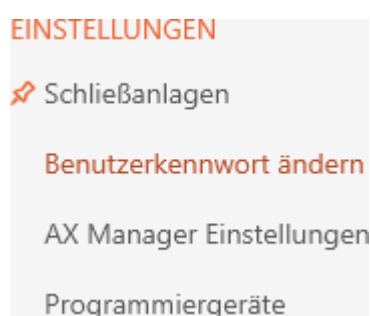 EINSTELLUNGEN
Schließanlagen
Benutzerkennwort ändern
AX Manager Einstellungen
Programmiergeräte